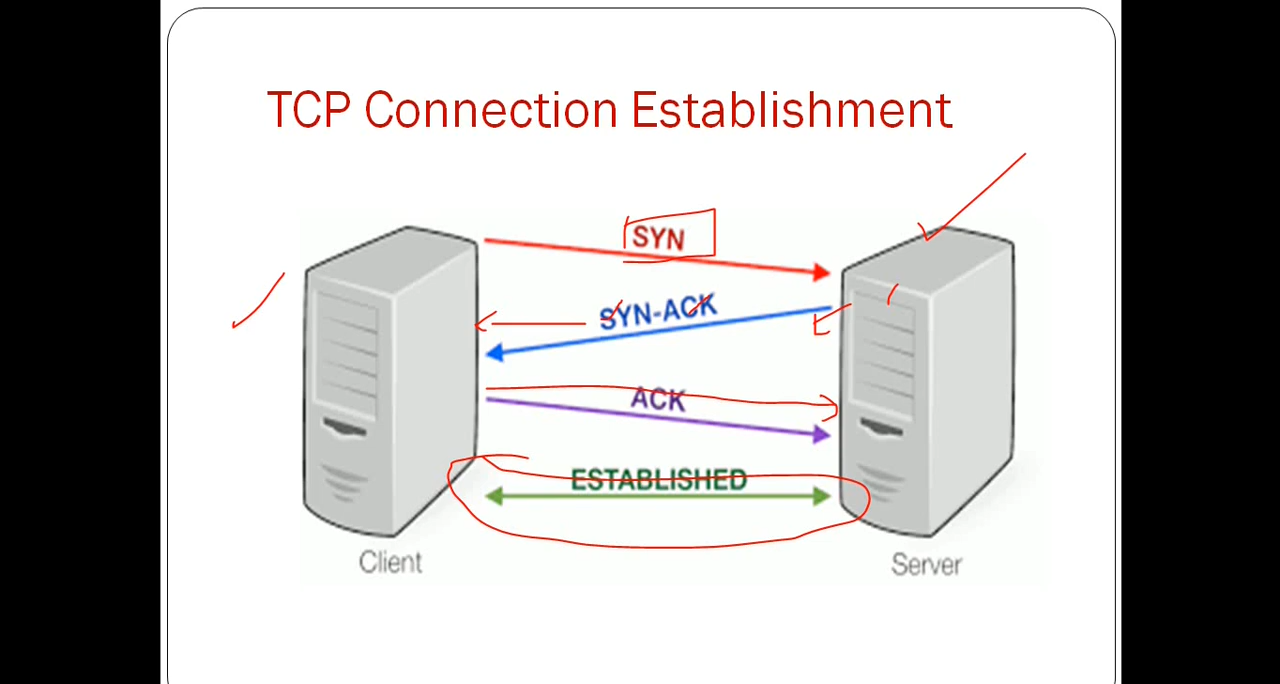 TCP Connection Establishment
SYN
SYN-ACK
ACK
ESTABLISHED
Client
Server